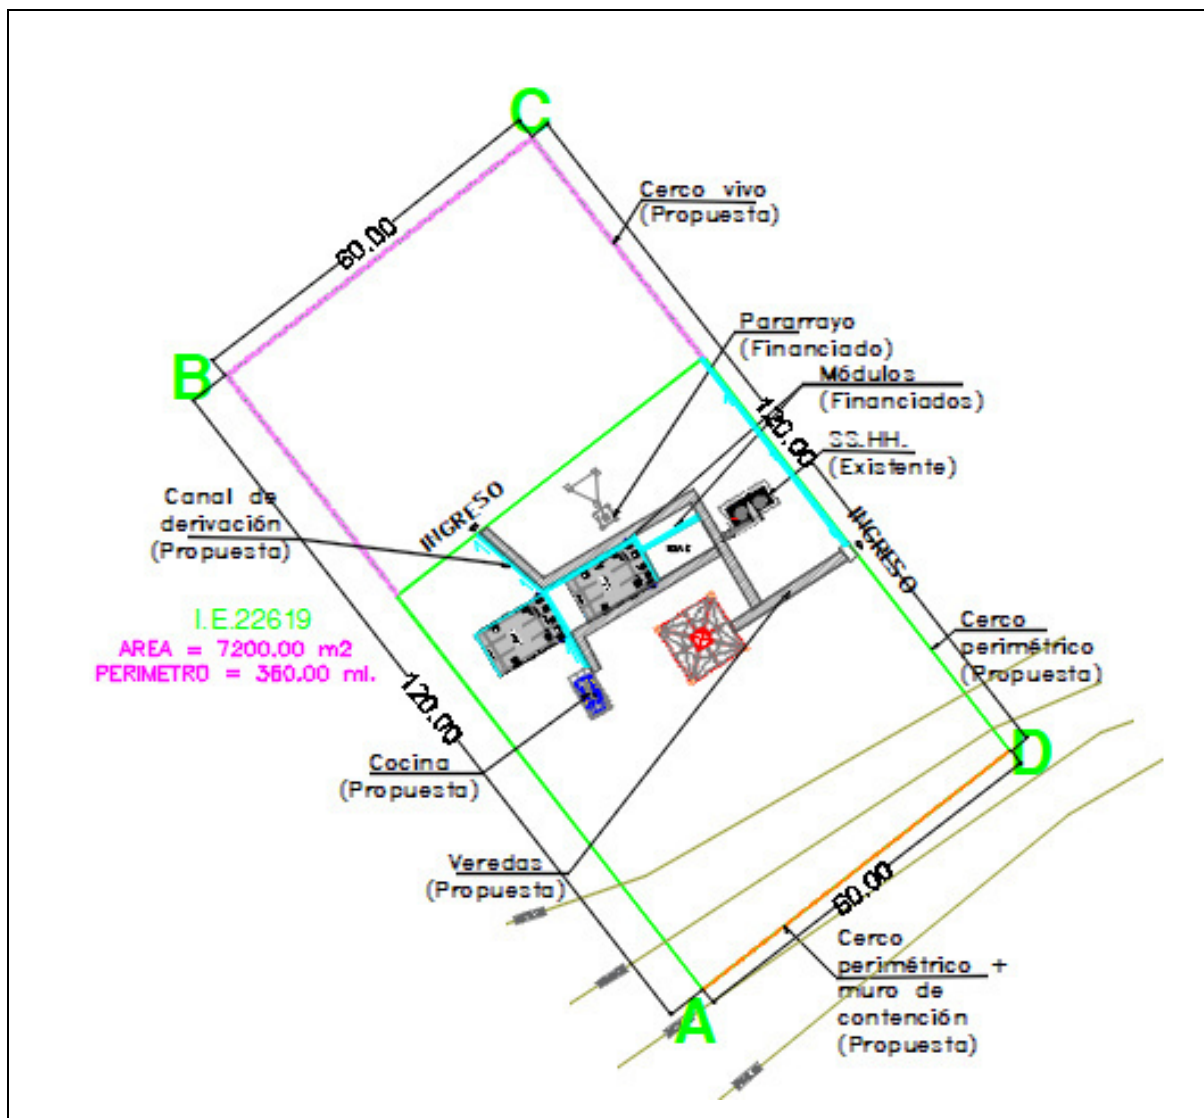 C
60.00
Cerco vivo
(Propuesta)
Pararrayo
(Financiado)
B
Módulos
(Financiados)
120.00
SS.HH.
(Existente)
Canal de
derivación
(Propuesta)
INGRESO
INGRESO
I.E.22619
AREA = 7200.00 m2
PERIMETRO = 360.00 ml.
Cerco
perimétrico
(Propuesta)
120.00
D
Cocina
(Propuesta)
Veredas
(Propuesta)
60.00
Cerco
perimétrico +
muro de
contención
(Propuesta)
A